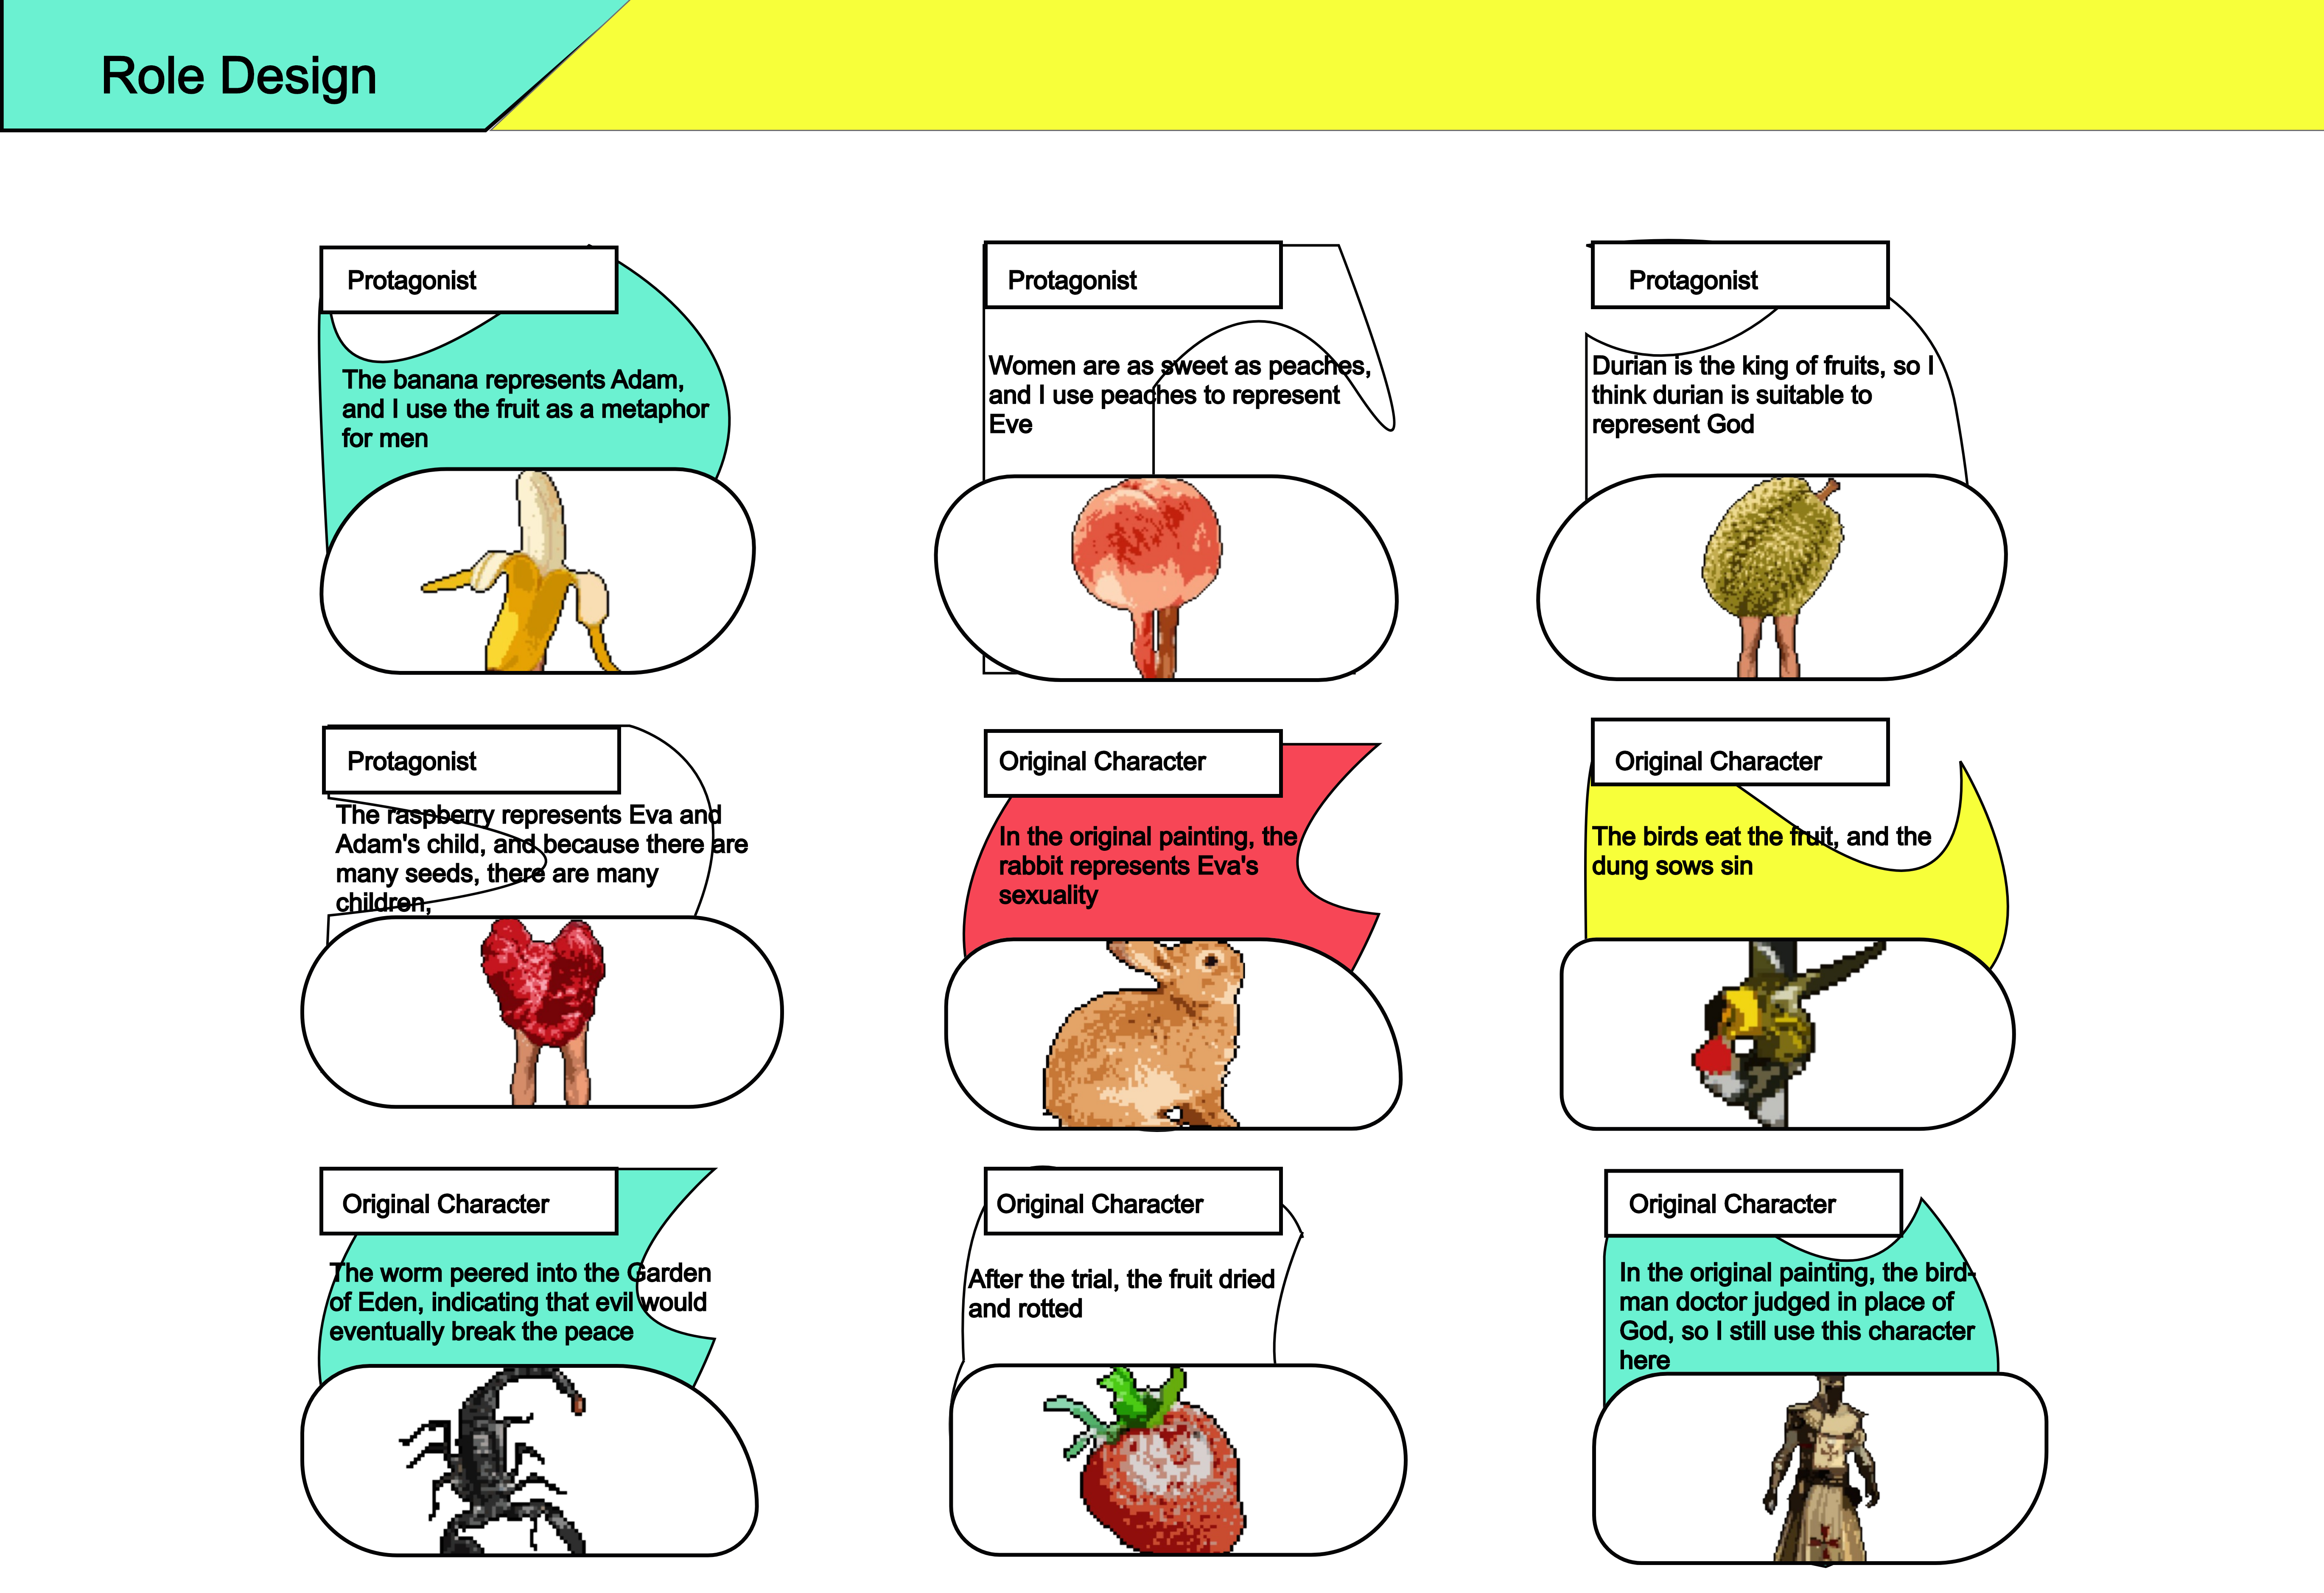 Role Design
Protagonist
The banana represents Adam,
and I use the fruit as a metaphor
for men
Protagonist
Women are as sweet as peaches,
and I use peaches to represent
Eve
Protagonist
Durian is the king of fruits, so I
think durian is suitable to
represent God
Protagonist
The raspberry represents Eva and
Adam's child, and because there are
many seeds, there are many
children,
Original Character
In the original painting, the
rabbit represents Eva's
sexuality
Original Character
The birds eat the fruit, and the
dung sows sin
Original Character
The worm peered into the Garden
of Eden, indicating that evil would
eventually break the peace
Original Character
After the trial, the fruit dried
and rotted
Original Character
In the original painting, the bird-
man doctor judged in place of
God, so I still use this character
here